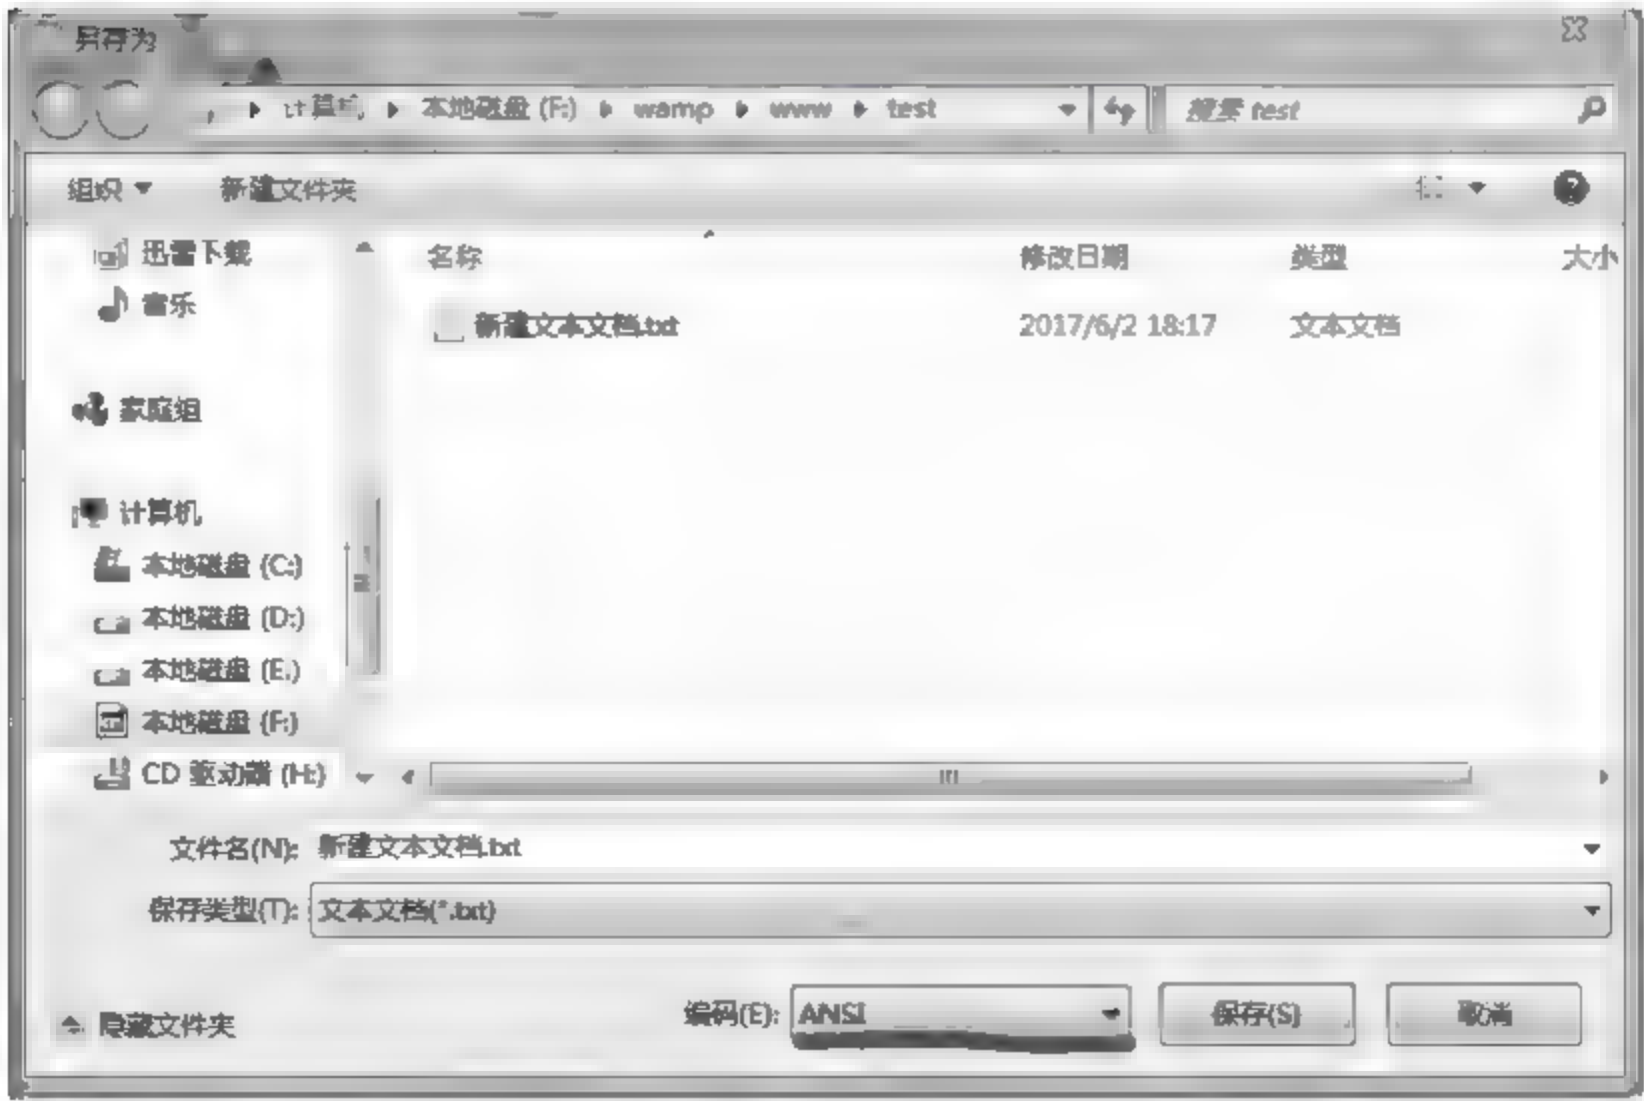 另存为
计算机 本地磁盘 (F:) wamp www test 搜索 test
组织 新建文件夹
迅雷下载
音乐
家庭组
计算机
本地磁盘 (C:)
本地磁盘 (D:)
本地磁盘 (E:)
本地磁盘 (F:)
CD 驱动器 (H:)
名称 修改日期 类型 大小
新建文本文档.txt 2017/6/2 18:17 文本文档
文件名(N): 新建文本文档.txt
保存类型(T): 文本文档(*.txt)
隐藏文件夹 编码(E): ANSI 保存(S) 取消